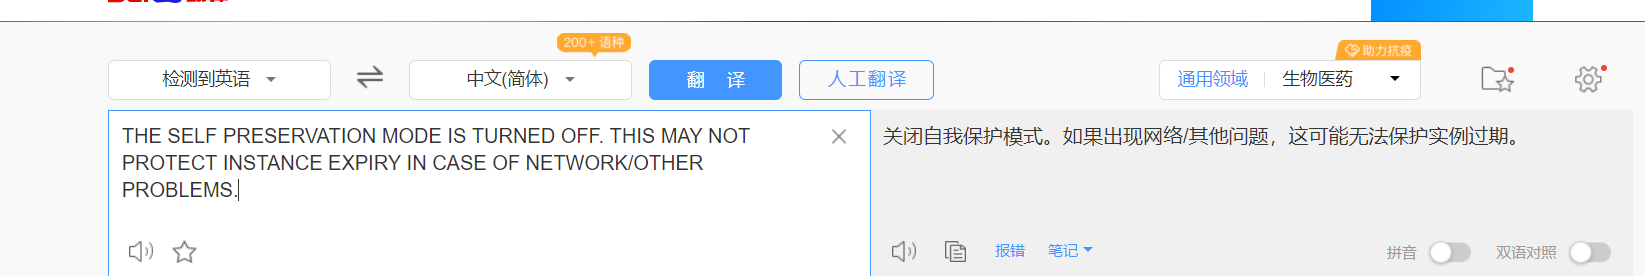 200+ 语种
助力抗疫
检测到英语
中文(简体)
翻 译
人工翻译
通用领域
生物医药
THE SELF PRESERVATION MODE IS TURNED OFF. THIS MAY NOT
PROTECT INSTANCE EXPIRY IN CASE OF NETWORK/OTHER
PROBLEMS.
关闭自我保护模式。如果出现网络/其他问题，这可能无法保护实例过期。
报错
笔记
拼音
双语对照